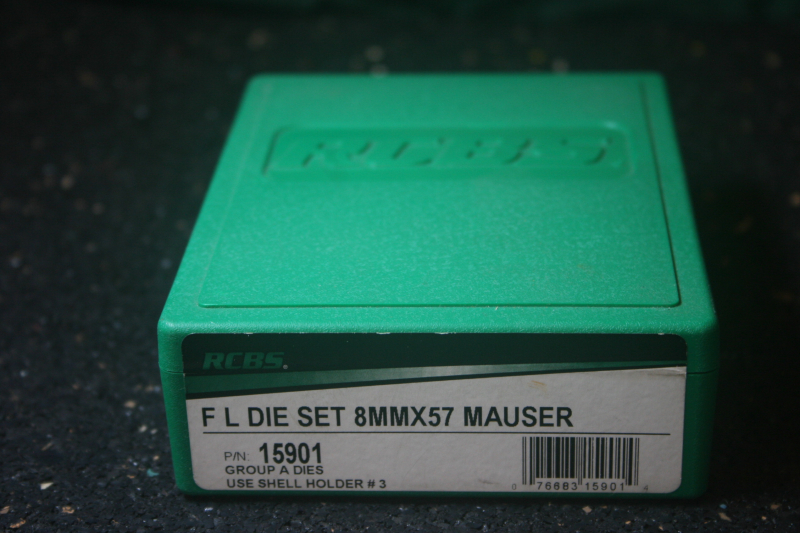 RCBS
RCBS
F L DIE SET 8MMX57 MAUSER
P/N: 15901
GROUP A DIES
USE SHELL HOLDER # 3
0 76683 15901 4